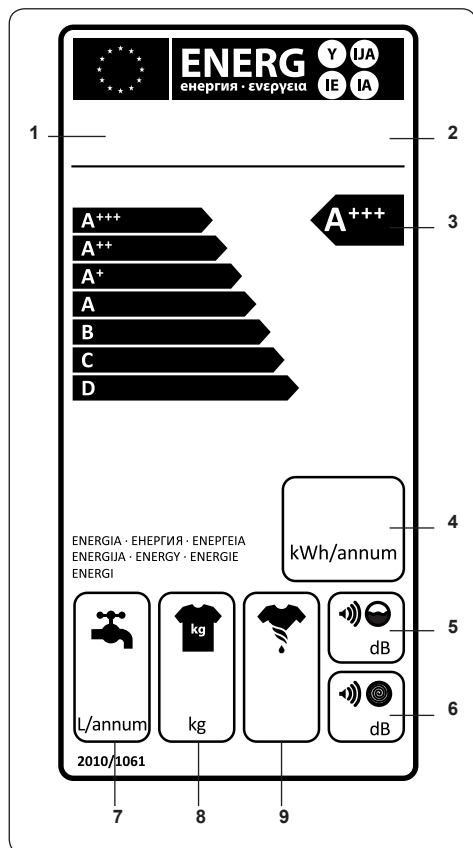 ENERG Y IJA
енергия · ενεργεια IE IA
1
2
A+++
A+++
3
A++
A+
A
B
C
D
4
kWh/annum
ENERGIA · ЕНЕРГИЯ · ΕΝΕΡΓΕΙΑ
ENERGIJA · ENERGY · ENERGIE
ENERGI
kg
5
dB
6
L/annum
kg
dB
2010/1061
7
8
9